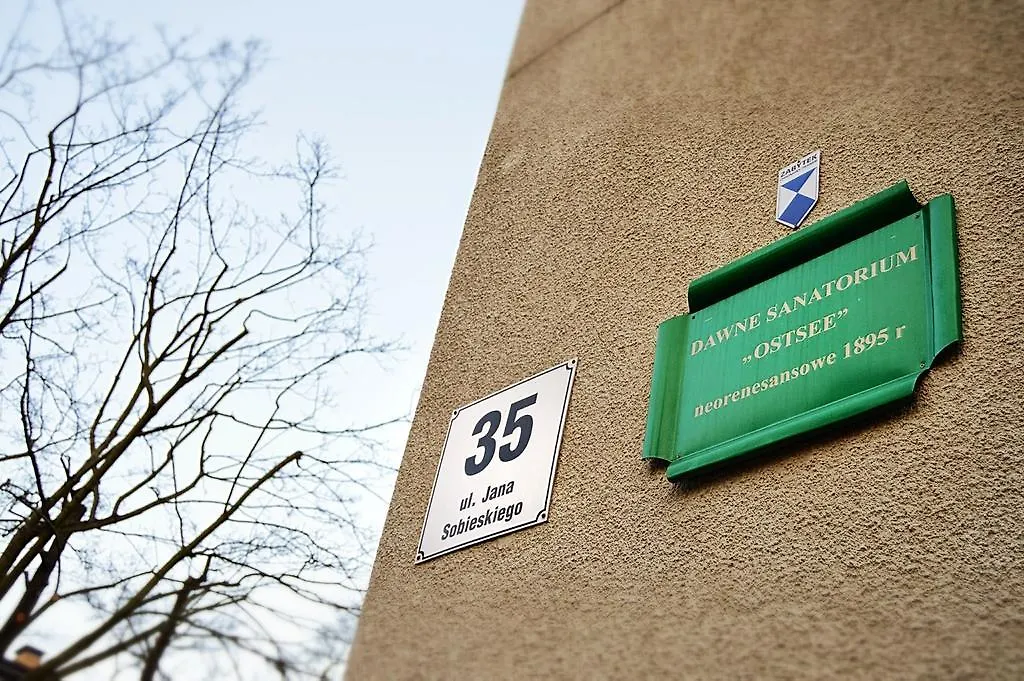 ZABYTEK
DAWNE SANATORIUM
„OSTSEE”
neorenesansowe 1895 r
35
ul. Jana
Sobieskiego